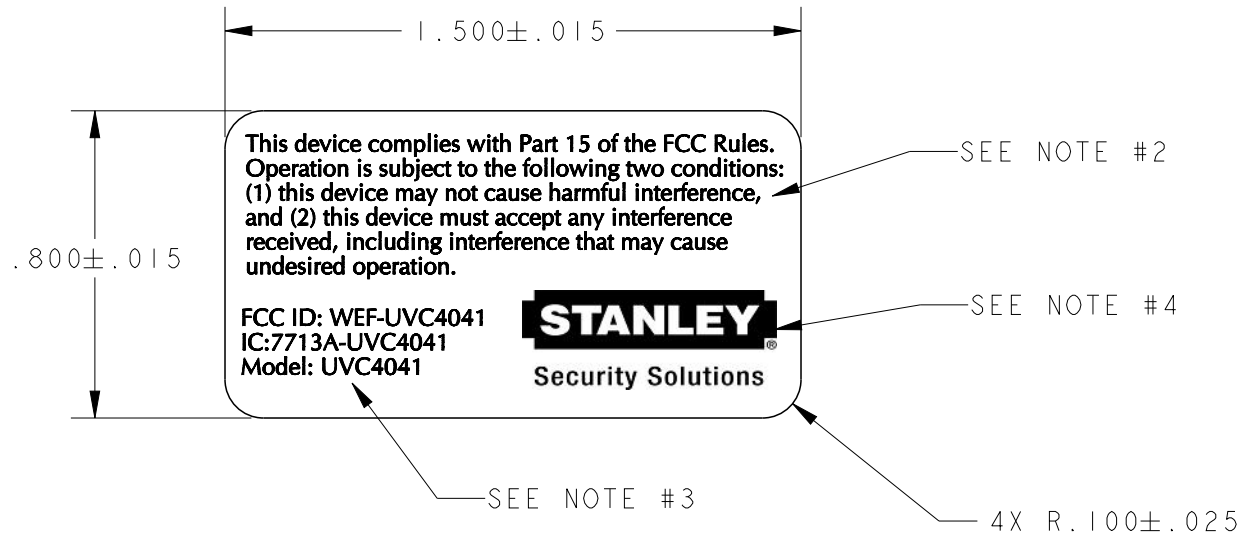 1.500±.015
This device complies with Part 15 of the FCC Rules.
Operation is subject to the following two conditions:
(1) this device may not cause harmful interference,
and (2) this device must accept any interference
received, including interference that may cause
undesired operation.
SEE NOTE #2
.800±.015
FCC ID: WEF-UVC4041
IC:7713A-UVC4041
Model: UVC4041
STANLEY®
Security Solutions
SEE NOTE #4
SEE NOTE #3
4X R.100±.025